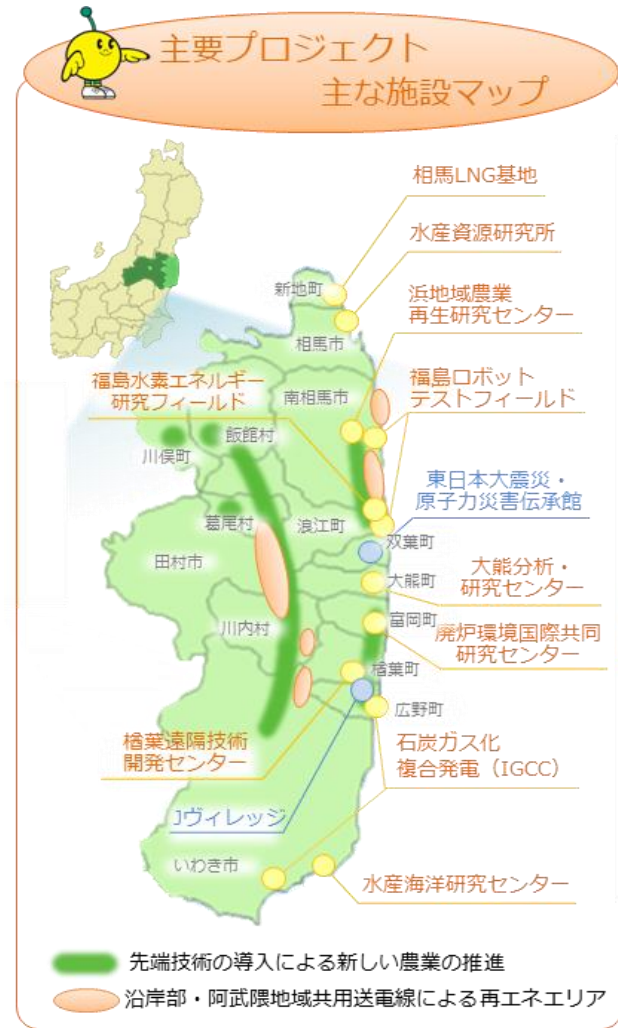 主要プロジェクト
主な施設マップ
相馬LNG基地
水産資源研究所
新地町
浜地域農業
再生研究センター
相馬市
福島水素エネルギー
研究フィールド
南相馬市
福島ロボット
テストフィールド
飯館村
川俣町
東日本大震災・
原子力災害伝承館
葛尾村
浪江町
双葉町
田村市
大熊町
大熊分析・
研究センター
川内村
富岡町
廃炉環境国際共同
研究センター
楢葉町
広野町
楢葉遠隔技術
開発センター
石炭ガス化
複合発電（IGCC）
Jヴィレッジ
いわき市
水産海洋研究センター
先端技術の導入による新しい農業の推進
沿岸部・阿武隈地域共用送電線による再エネエリア